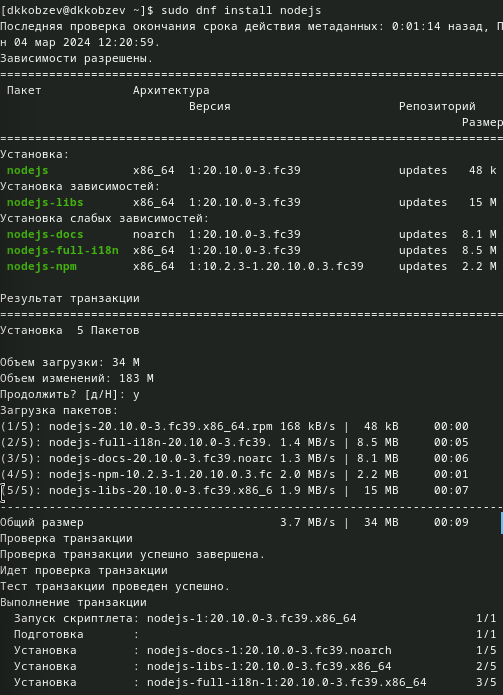 [dkkobzev@dkkobzev ~]$ sudo dnf install nodejs
Последняя проверка окончания срока действия метаданных: 0:01:14 назад, П
н 04 мар 2024 12:20:59.
Зависимости разрешены.
================================================================================
Пакет Архитектура
Версия Репозиторий
Размер
================================================================================
Установка:
nodejs x86_64 1:20.10.0-3.fc39 updates 48 k
Установка зависимостей:
nodejs-libs x86_64 1:20.10.0-3.fc39 updates 15 M
Установка слабых зависимостей:
nodejs-docs noarch 1:20.10.0-3.fc39 updates 8.1 M
nodejs-full-i18n x86_64 1:20.10.0-3.fc39 updates 8.5 M
nodejs-npm x86_64 1:10.2.3-1.20.10.0.3.fc39 updates 2.2 M
Результат транзакции
================================================================================
Установка 5 Пакетов
Объем загрузки: 34 M
Объем изменений: 183 M
Продолжить? [д/Н]: y
Загрузка пакетов:
(1/5): nodejs-20.10.0-3.fc39.x86_64.rpm 168 kB/s | 48 kB 00:00
(2/5): nodejs-full-i18n-20.10.0-3.fc39. 1.4 MB/s | 8.5 MB 00:05
(3/5): nodejs-docs-20.10.0-3.fc39.noarc 1.3 MB/s | 8.1 MB 00:06
(4/5): nodejs-npm-10.2.3-1.20.10.0.3.fc 2.0 MB/s | 2.2 MB 00:01
(5/5): nodejs-libs-20.10.0-3.fc39.x86_6 1.9 MB/s | 15 MB 00:07
--------------------------------------------------------------------------------
Общий размер 3.7 MB/s | 34 MB 00:09
Проверка транзакции
Проверка транзакции успешно завершена.
Идет проверка транзакции
Тест транзакции проведен успешно.
Выполнение транзакции
Запуск скриптлета: nodejs-1:20.10.0-3.fc39.x86_64 1/1
Подготовка : 1/1
Установка : nodejs-docs-1:20.10.0-3.fc39.noarch 1/5
Установка : nodejs-libs-1:20.10.0-3.fc39.x86_64 2/5
Установка : nodejs-full-i18n-1:20.10.0-3.fc39.x86_64 3/5